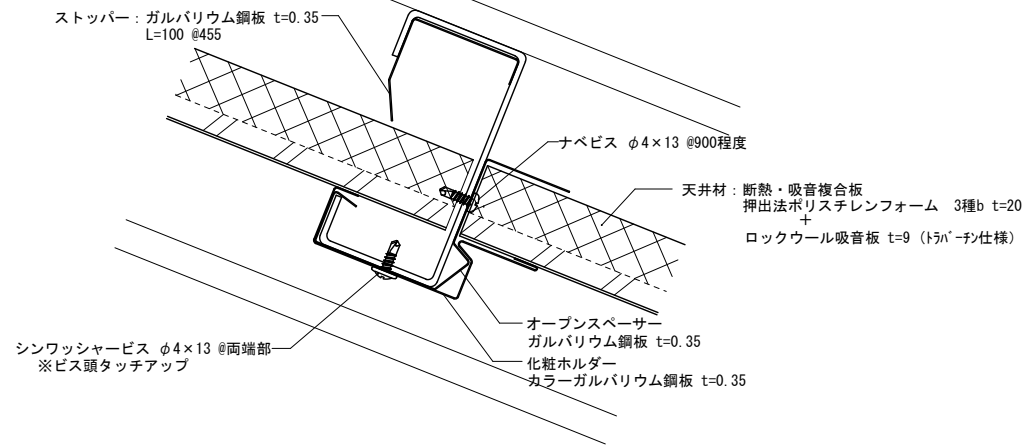 ストッパー：ガルバリウム鋼板 t=0.35
L=100 @455
ナベビス φ4×13 @900程度
天井材：断熱・吸音複合板
押出法ポリスチレンフォーム 3種b t=20
＋
ロックウール吸音板 t=9（ﾄﾗﾊﾞｰﾁﾝ仕様）
オープンスペーサー
ガルバリウム鋼板 t=0.35
シンワッシャービス φ4×13 @両端部
※ビス頭タッチアップ
化粧ホルダー
カラーガルバリウム鋼板 t=0.35